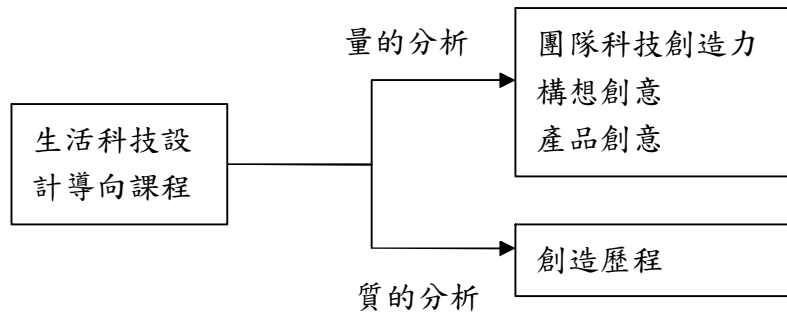 量的分析
團隊科技創造力
構想創意
產品創意
生活科技設
計導向課程
創造歷程
質的分析